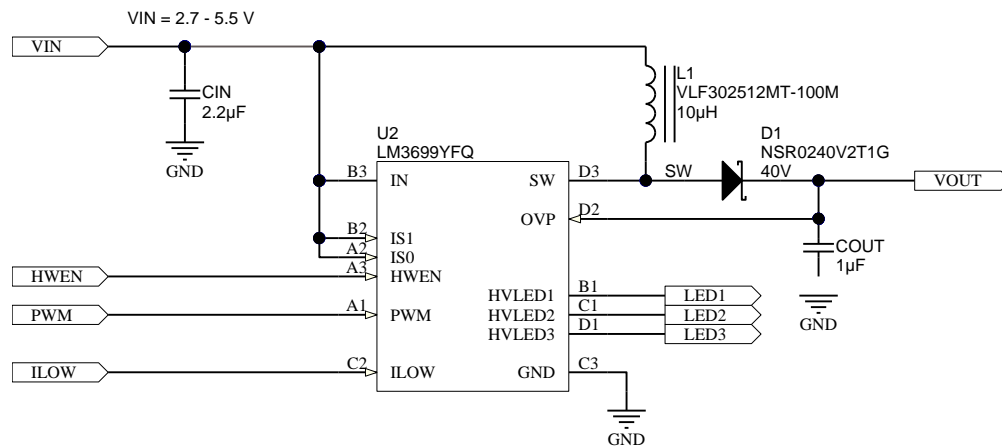 VIN = 2.7 - 5.5 V
VIN
CIN
2.2µF
GND
L1
VLF302512MT-100M
10µH
U2
LM3699YFQ
D1
NSR0240V2T1G
40V
B3 IN
SW D3
SW
VOUT
OVP D2
B2 IS1
A2 IS0
A3 HWEN
HWEN
COUT
1µF
GND
HVLED1 B1 LED1
HVLED2 C1 LED2
HVLED3 D1 LED3
PWM A1 PWM
ILOW C2 ILOW
GND C3
GND